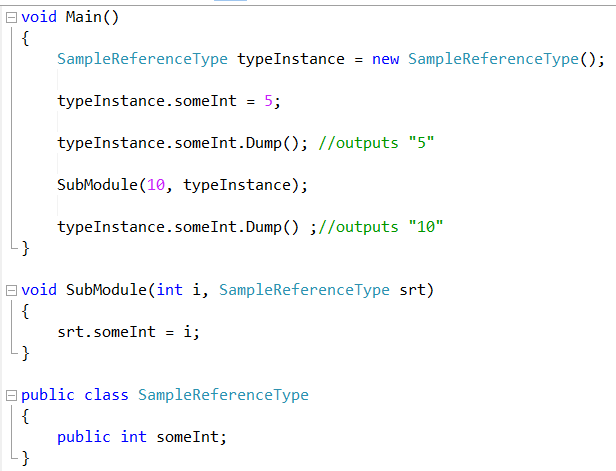 void Main()
{
SampleReferenceType typeInstance = new SampleReferenceType();
typeInstance.someInt = 5;
typeInstance.someInt.Dump(); //outputs "5"
SubModule(10, typeInstance);
typeInstance.someInt.Dump() ;//outputs "10"
}
void SubModule(int i, SampleReferenceType srt)
{
srt.someInt = i;
}
public class SampleReferenceType
{
public int someInt;
}